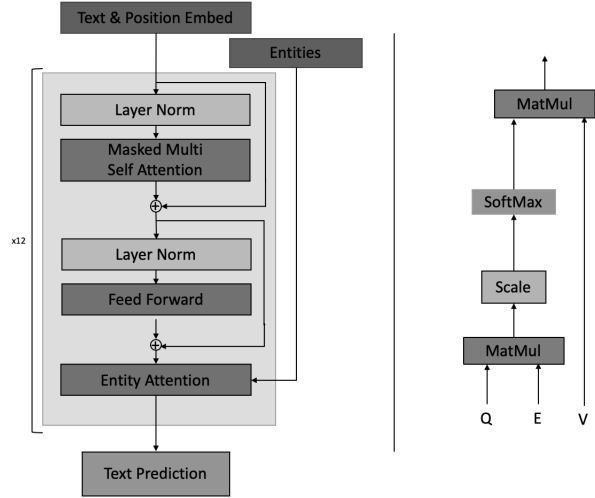 Text & Position Embed
Entities
Layer Norm
Masked Multi
Self Attention
x12
Layer Norm
Feed Forward
Entity Attention
Text Prediction
MatMul
SoftMax
Scale
MatMul
Q E V